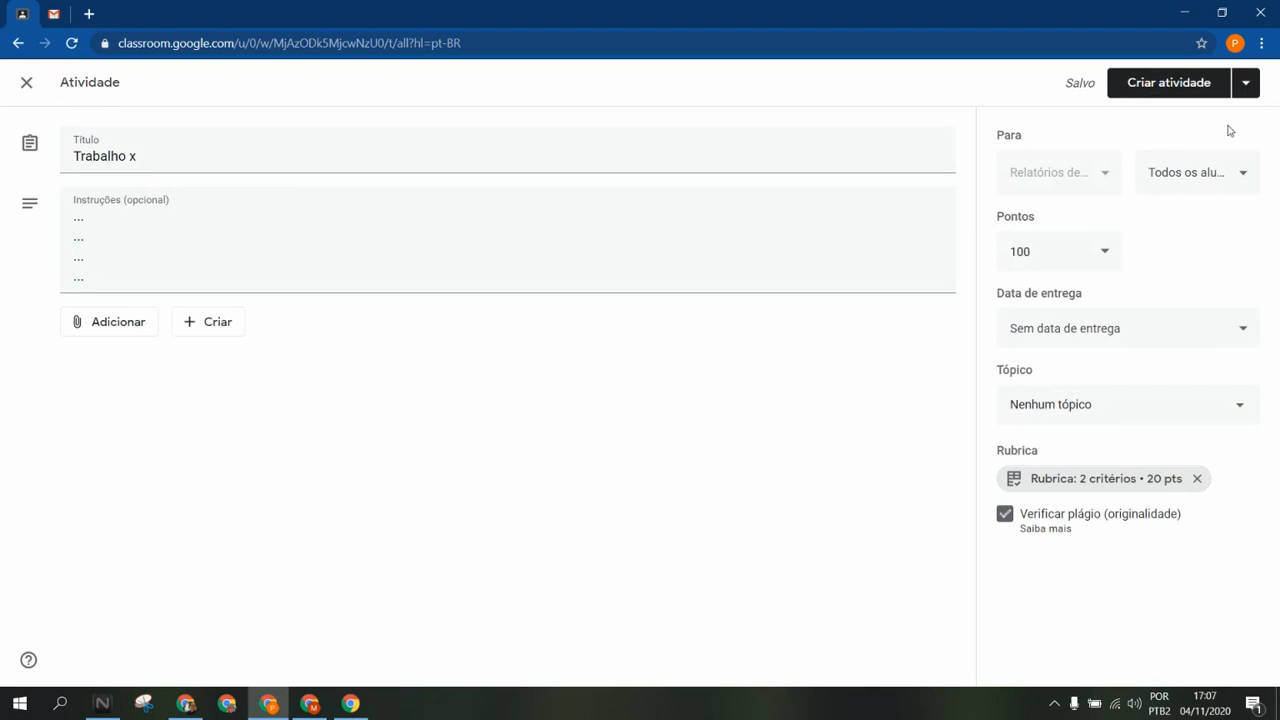 classroom.google.com/u/0/w/MjAzODk5MjcwNzU0/t/all?hl=pt-BR
P
Atividade
Salvo
Criar atividade
Título
Trabalho x
Instruções (opcional)
...
...
...
...
Adicionar
Criar
Para
Relatórios de...
Todos os alu...
Pontos
100
Data de entrega
Sem data de entrega
Tópico
Nenhum tópico
Rubrica
Rubrica: 2 critérios • 20 pts
Verificar plágio (originalidade)
Saiba mais
POR
PTB2
17:07
04/11/2020
1